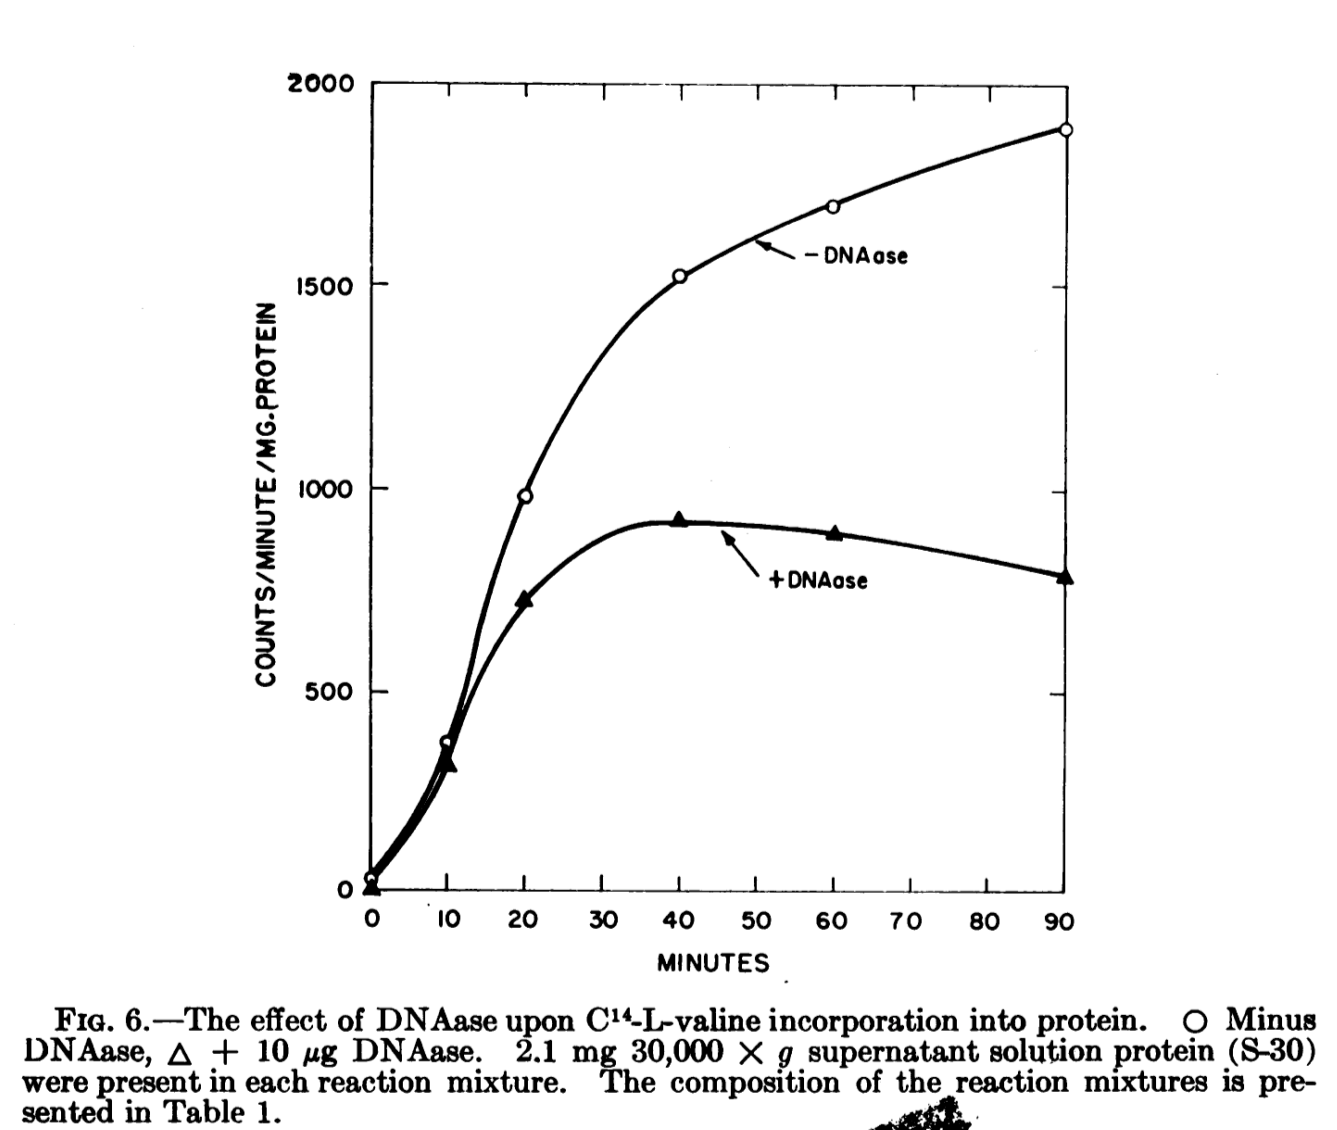 2000
1500
1000
500
0
COUNTS/MINUTE/MG.PROTEIN
-DNAase
+DNAase
0 10 20 30 40 50 60 70 80 90
MINUTES
FIG. 6.—The effect of DNAase upon C¹⁴-L-valine incorporation into protein. ○ Minus
DNAase, △ + 10 μg DNAase. 2.1 mg 30,000 × g supernatant solution protein (S-30)
were present in each reaction mixture. The composition of the reaction mixtures is pre-
sented in Table 1.